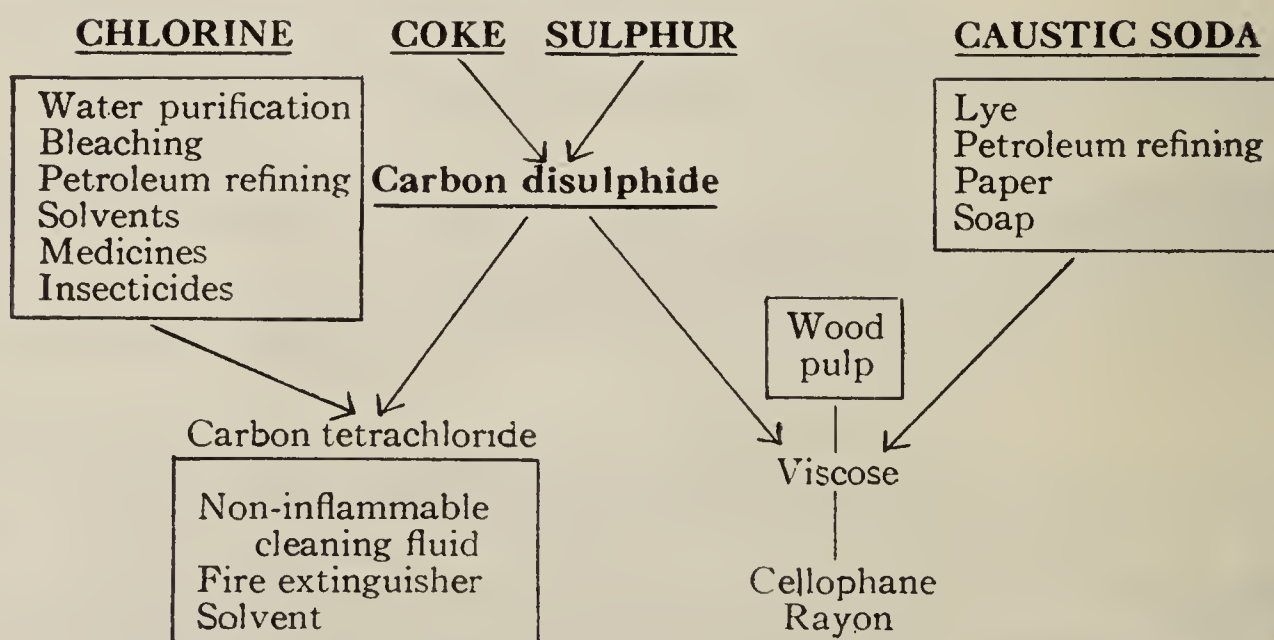 CHLORINE
Water purification
Bleaching
Petroleum refining
Solvents
Medicines
Insecticides
COKE SULPHUR
Carbon disulphide
CAUSTIC SODA
Lye
Petroleum refining
Paper
Soap
Wood
pulp
Carbon tetrachloride
Non-inflammable
cleaning fluid
Fire extinguisher
Solvent
Viscose
Cellophane
Rayon